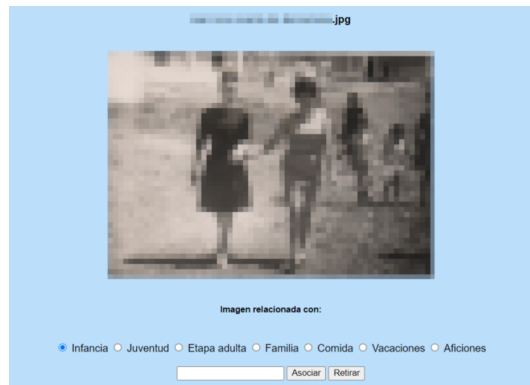 .jpg
Imagen relacionada con:
Infancia Juventud Etapa adulta Familia Comida Vacaciones Aficiones
Asociar Retirar